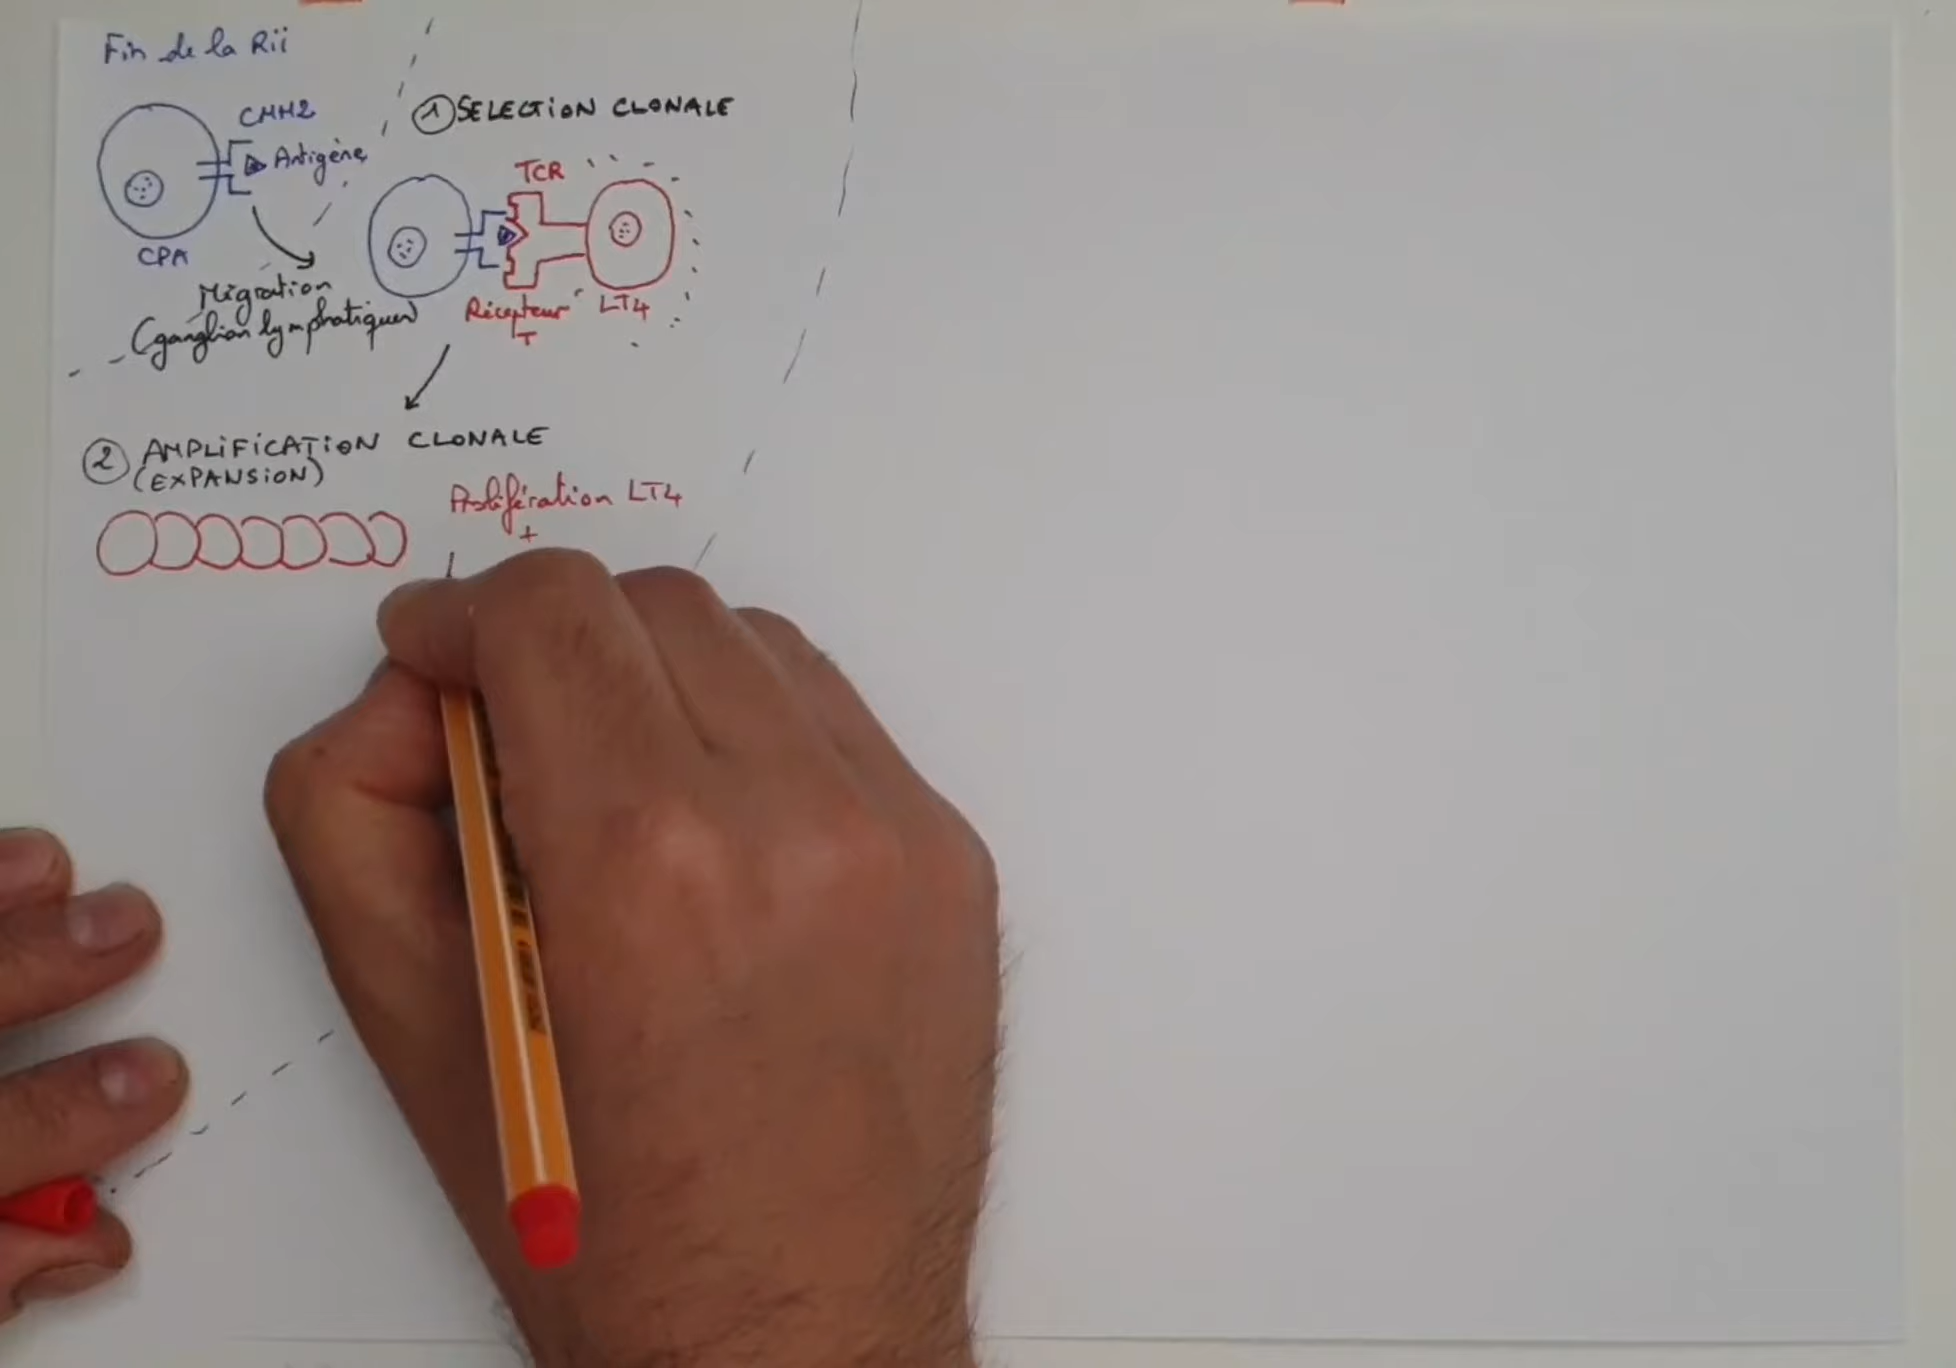 Fin de la Rii
CMH2
Antigène
CPA
Migration
(ganglion lymphatique)
① SELECTION CLONALE
TCR
Récepteur
T
LT4
② AMPLIFICATION CLONALE
(EXPANSION)
Prolifération LT4
+